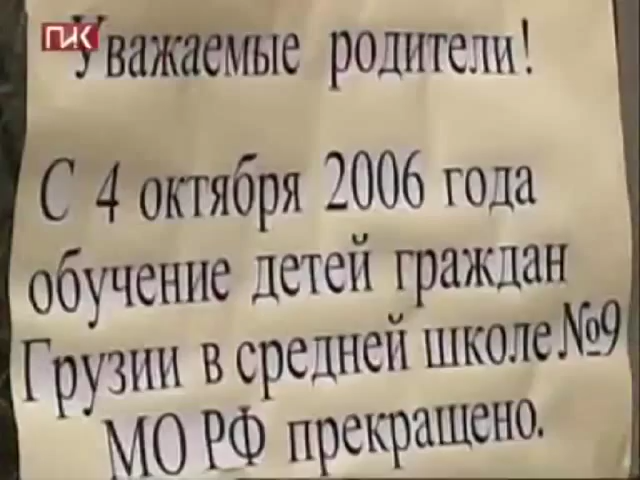 ПИК
Уважаемые родители!
С 4 октября 2006 года
обучение детей граждан
Грузии в средней школе №9
МО РФ прекращено.